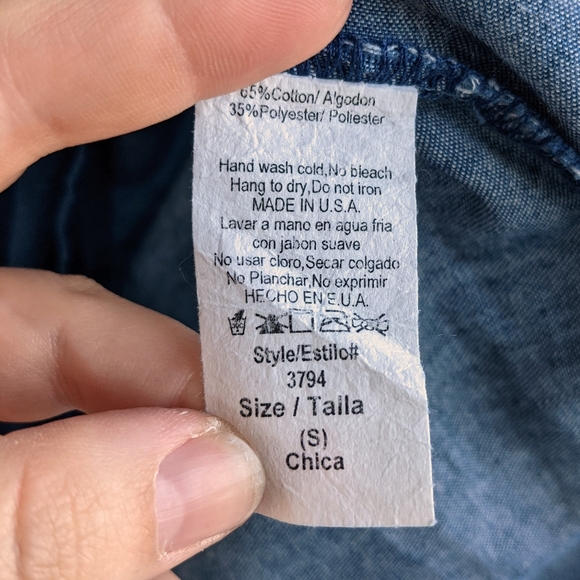 65%Cotton/ Algodon
35%Polyester/ Poliester
Hand wash cold,No bleach
Hang to dry,Do not iron
MADE IN U.S.A.
Lavar a mano en agua fria
con jabon suave
No usar cloro,Secar colgado
No Planchar,No exprimir
HECHO EN E.U.A.
Style/Estilo#
3794
Size / Talla
(S)
Chica